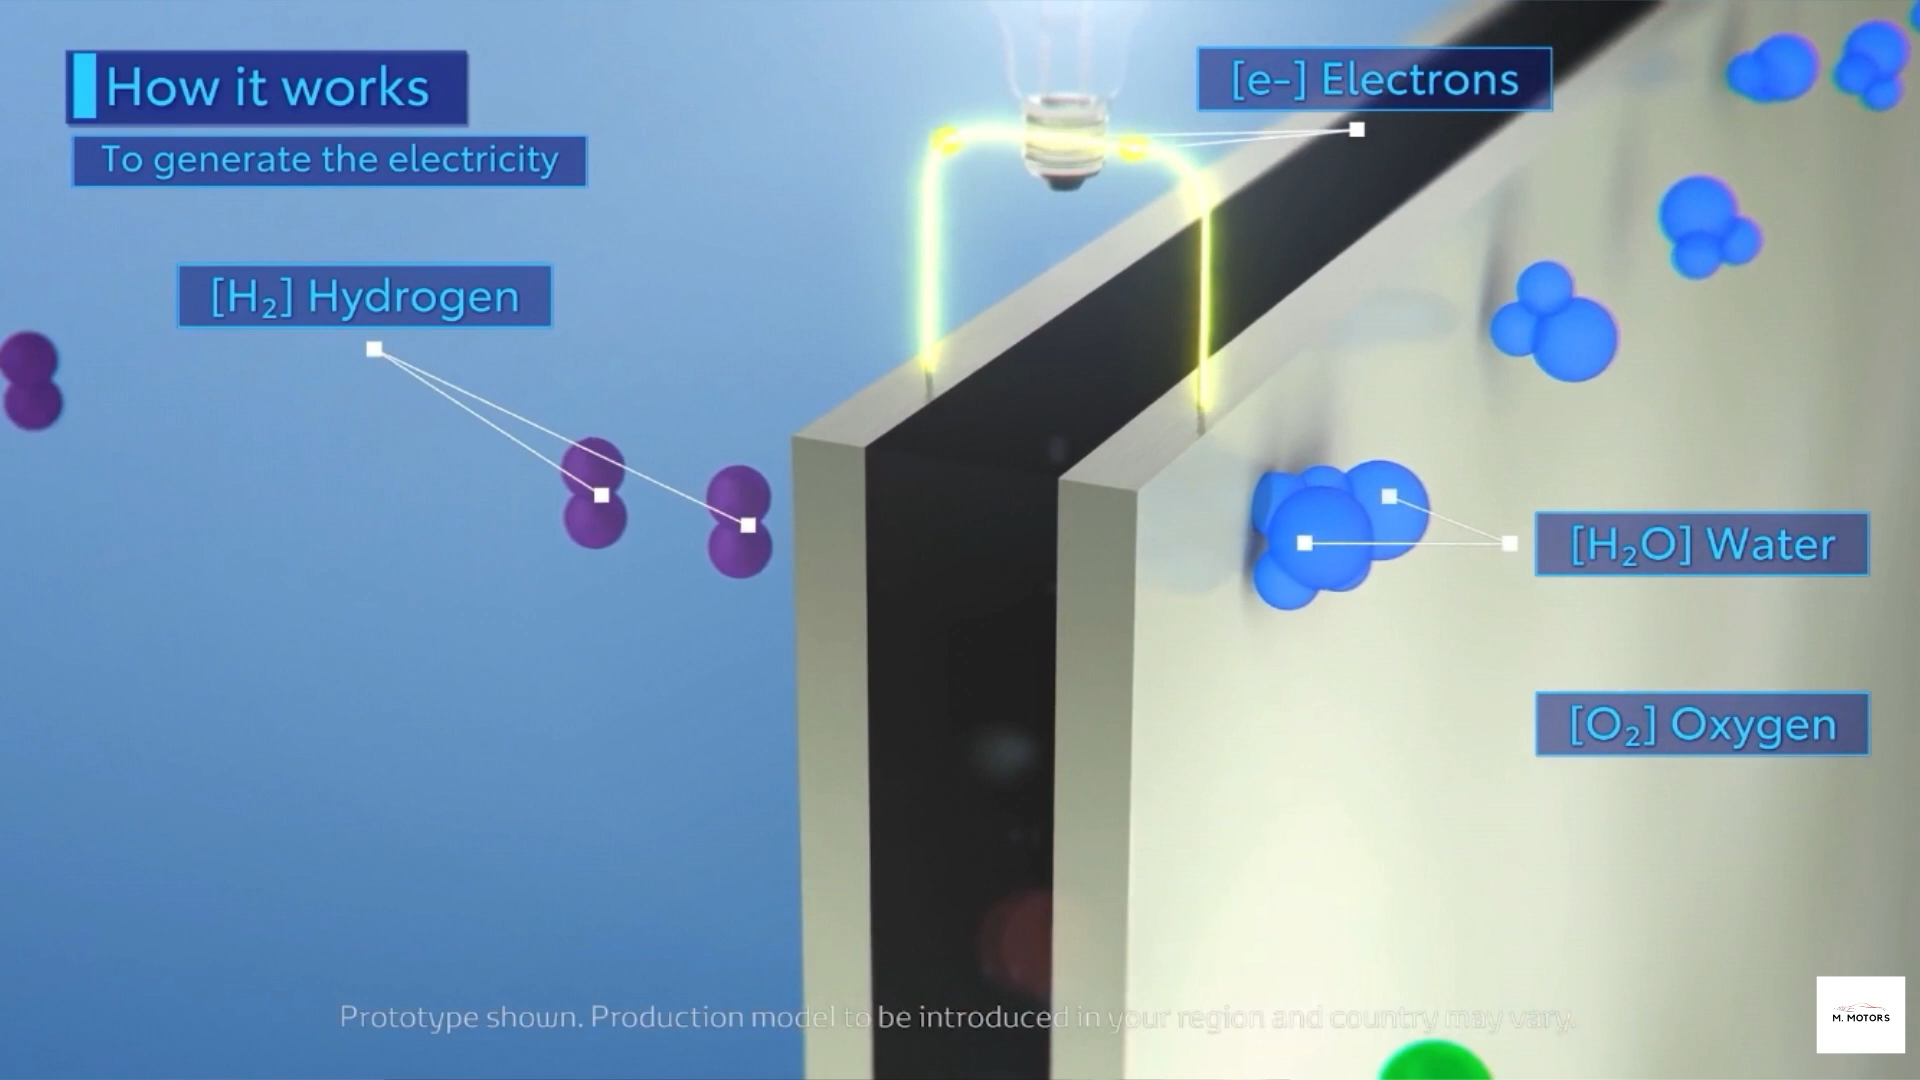 How it works
To generate the electricity
[e-] Electrons
[H₂] Hydrogen
[H₂O] Water
[O₂] Oxygen
Prototype shown. Production model to be introduced in your region and country may vary.
M. MOTORS